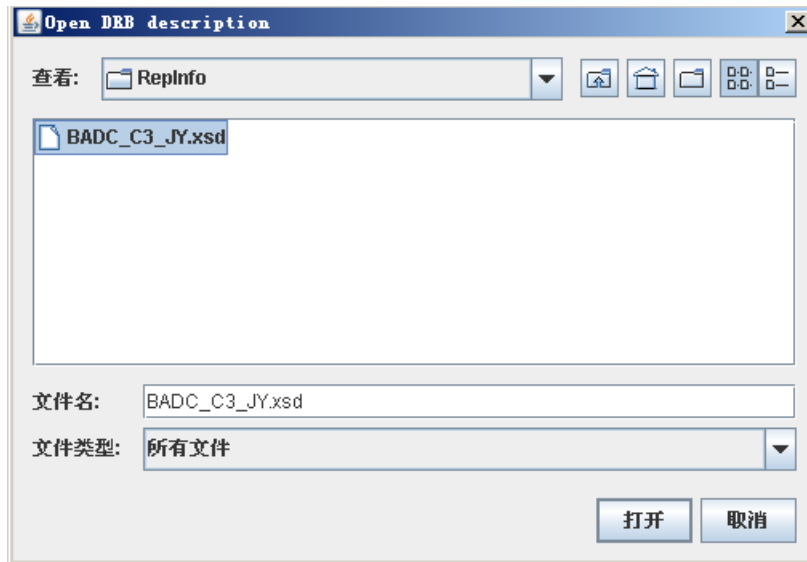 Open DRB description
查看: RepInfo
BADC_C3_JY.xsd
文件名: BADC_C3_JY.xsd
文件类型: 所有文件
打开 取消